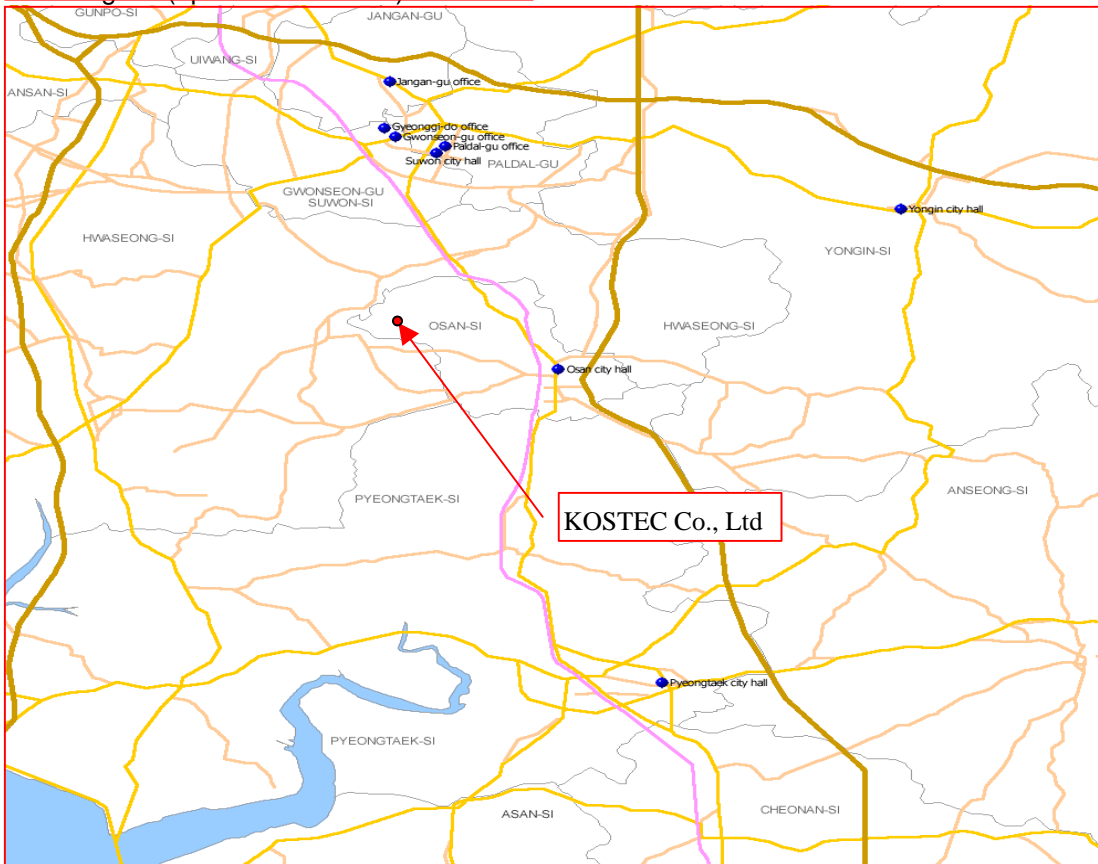 GUNPO-SI
JANGAN-GU
UIWANG-SI
ANSAN-SI
Jangan-gu office
Gyeonggi-do office
Gwonseon-gu office
Paldal-gu office
Suwon city hall
PALDAL-GU
GWONSEON-GU
SUWON-SI
Yongin city hall
HWASEONG-SI
YONGIN-SI
OSAN-SI
HWASEONG-SI
Osan city hall
PYEONGTAEK-SI
ANSEONG-SI
KOSTEC Co., Ltd
Pyeongtaek city hall
PYEONGTAEK-SI
ASAN-SI
CHEONAN-SI